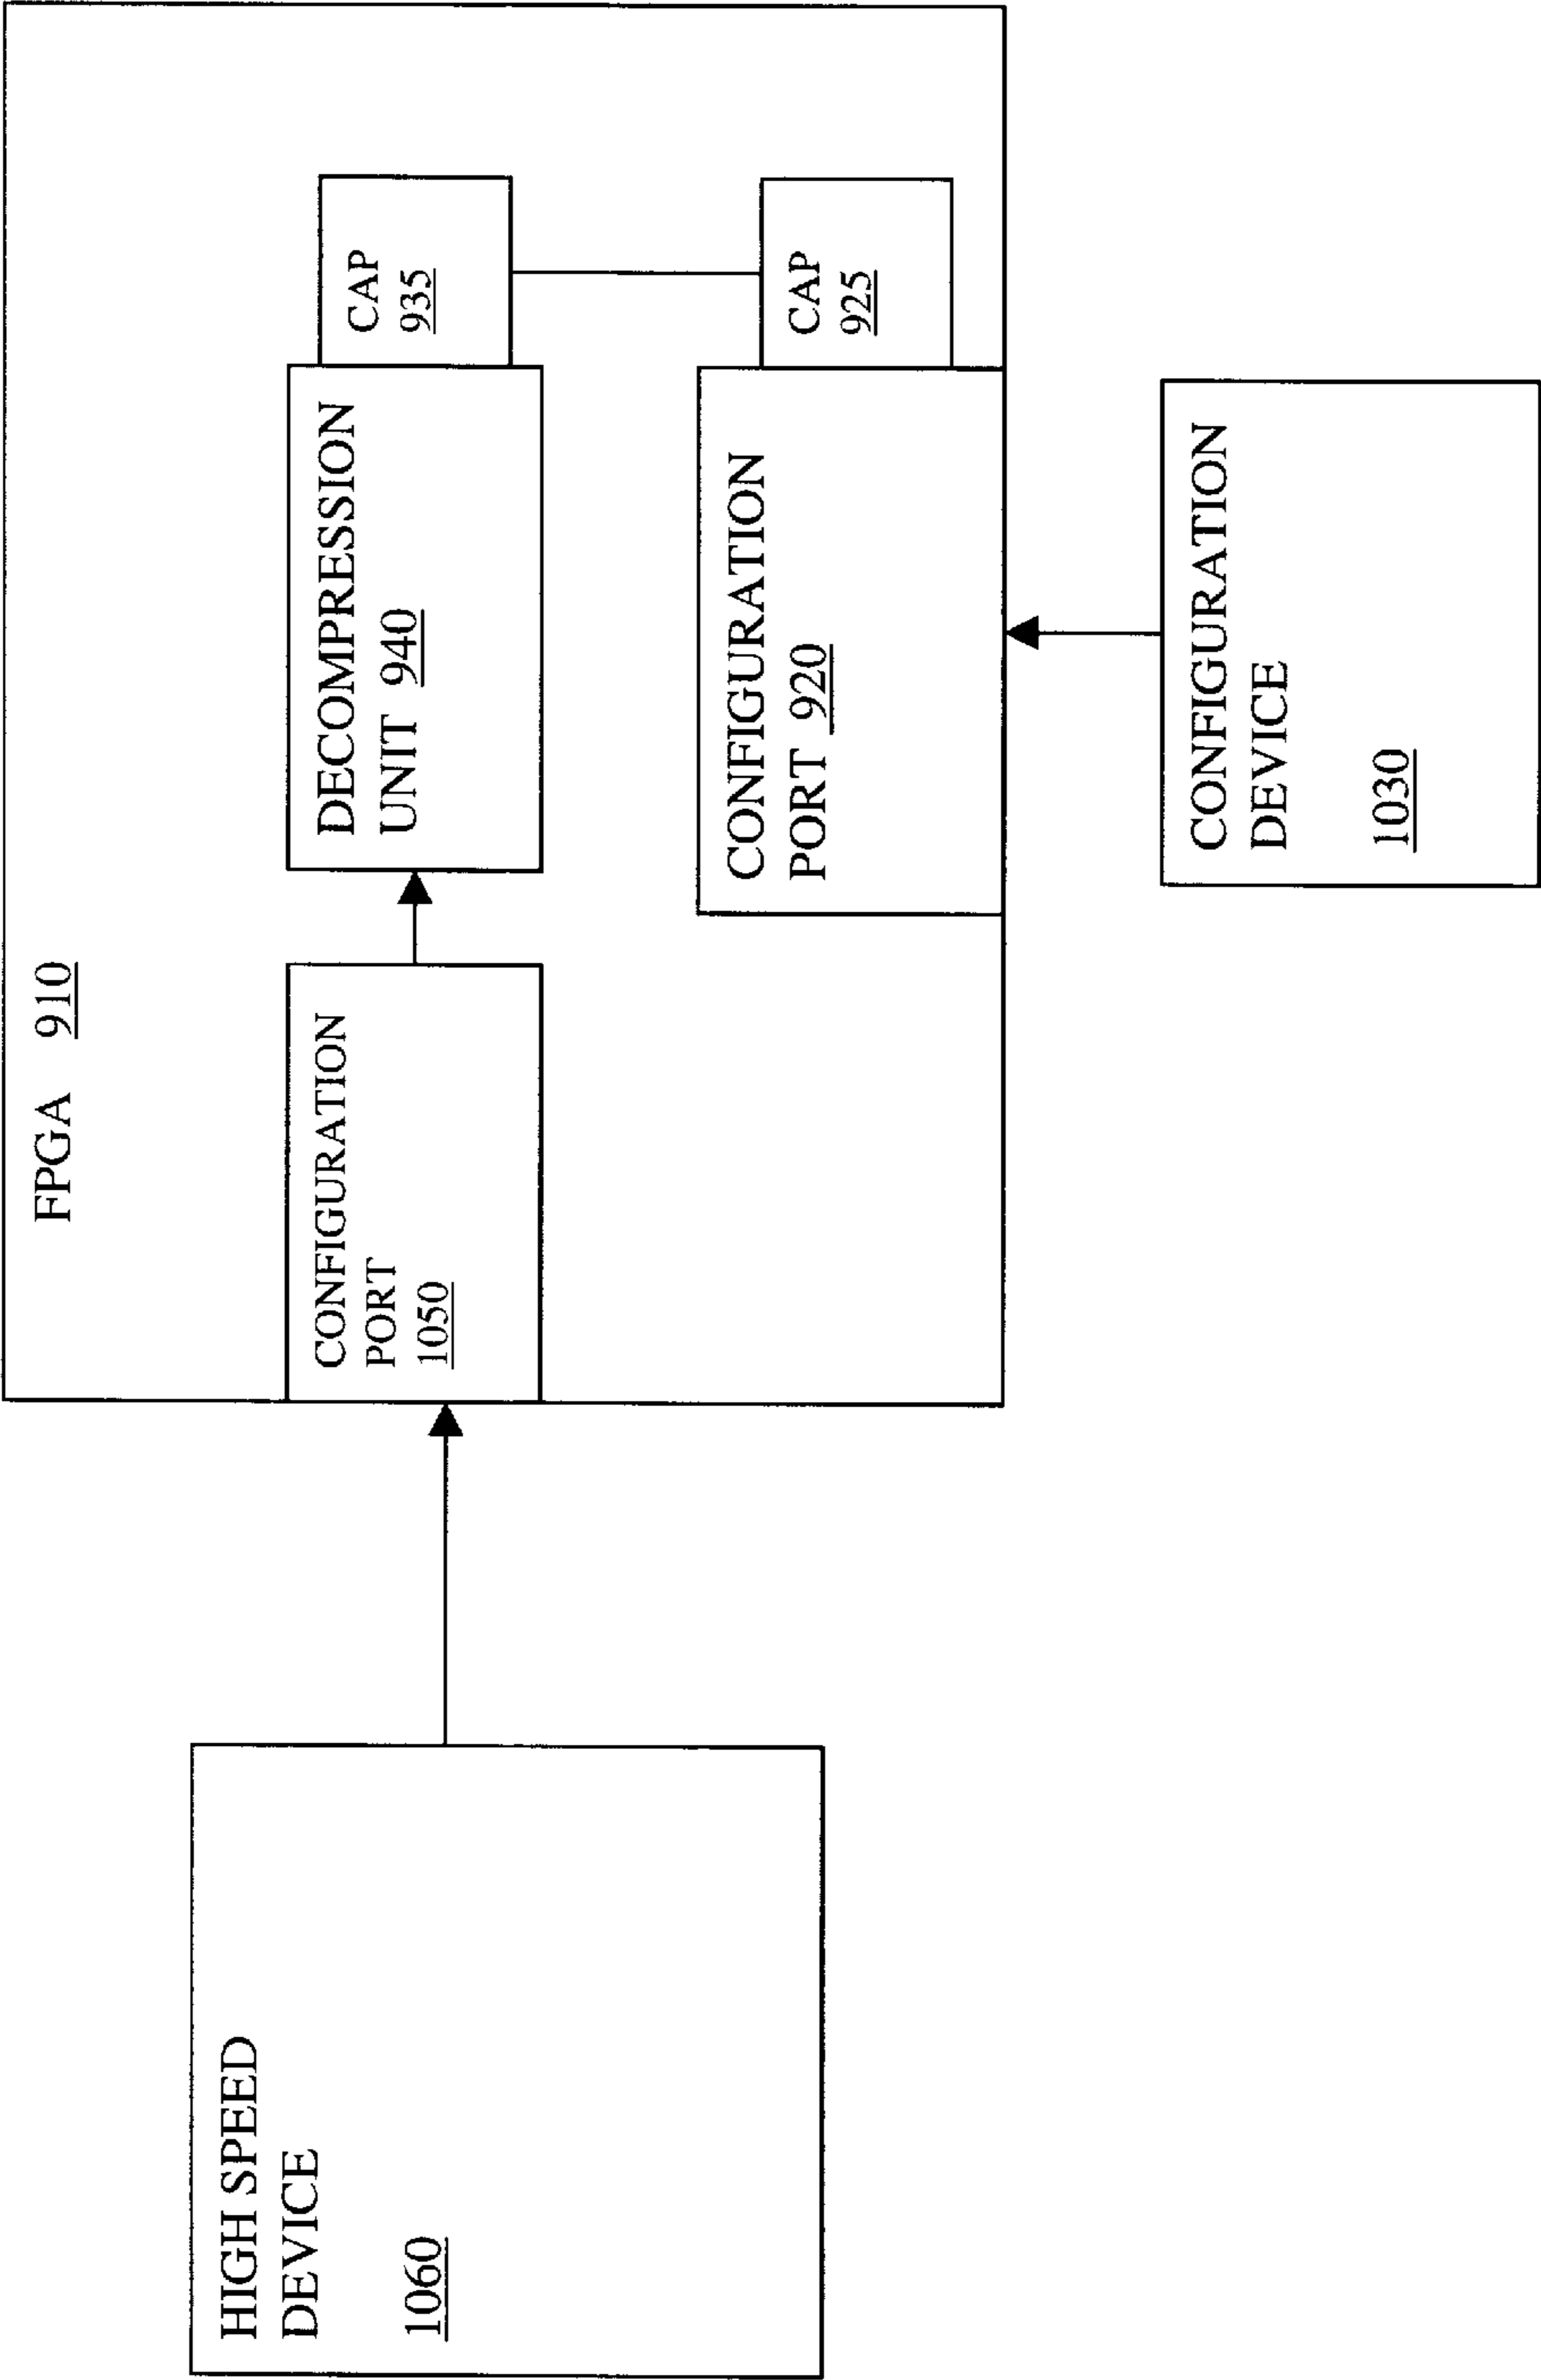 FPGA 910
HIGH SPEED
DEVICE
1060
CONFIGURATION
PORT
1050
DECOMPRESSION
UNIT 940
CAP
935
CONFIGURATION
PORT 920
CAP
925
CONFIGURATION
DEVICE
1030